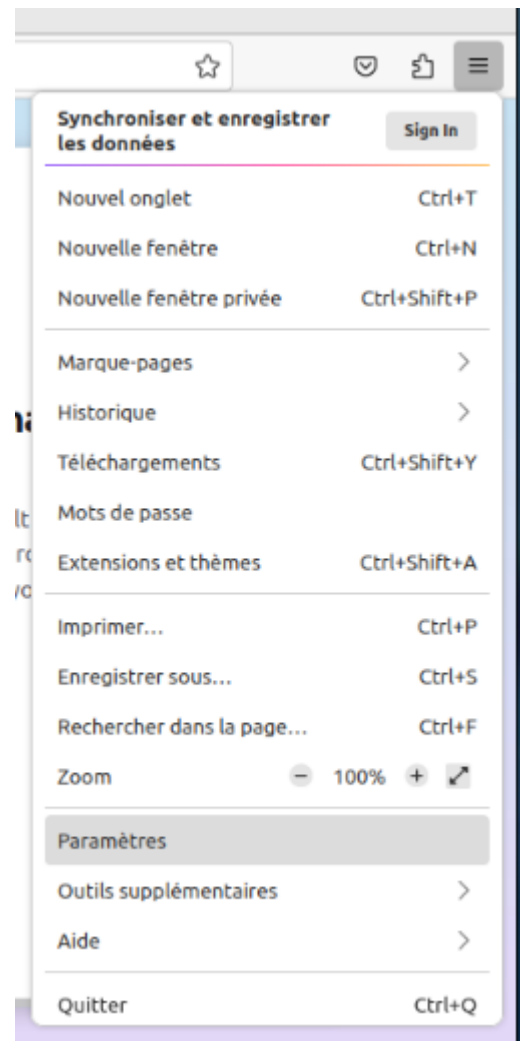 Synchroniser et enregistrer
les données
Sign In
Nouvel onglet Ctrl+T
Nouvelle fenêtre Ctrl+N
Nouvelle fenêtre privée Ctrl+Shift+P
Marque-pages
Historique
Téléchargements Ctrl+Shift+Y
Mots de passe
Extensions et thèmes Ctrl+Shift+A
Imprimer…
Ctrl+P
Enregistrer sous… Ctrl+S
Rechercher dans la page… Ctrl+F
Zoom − 100% +
Paramètres
Outils supplémentaires
Aide
Quitter Ctrl+Q